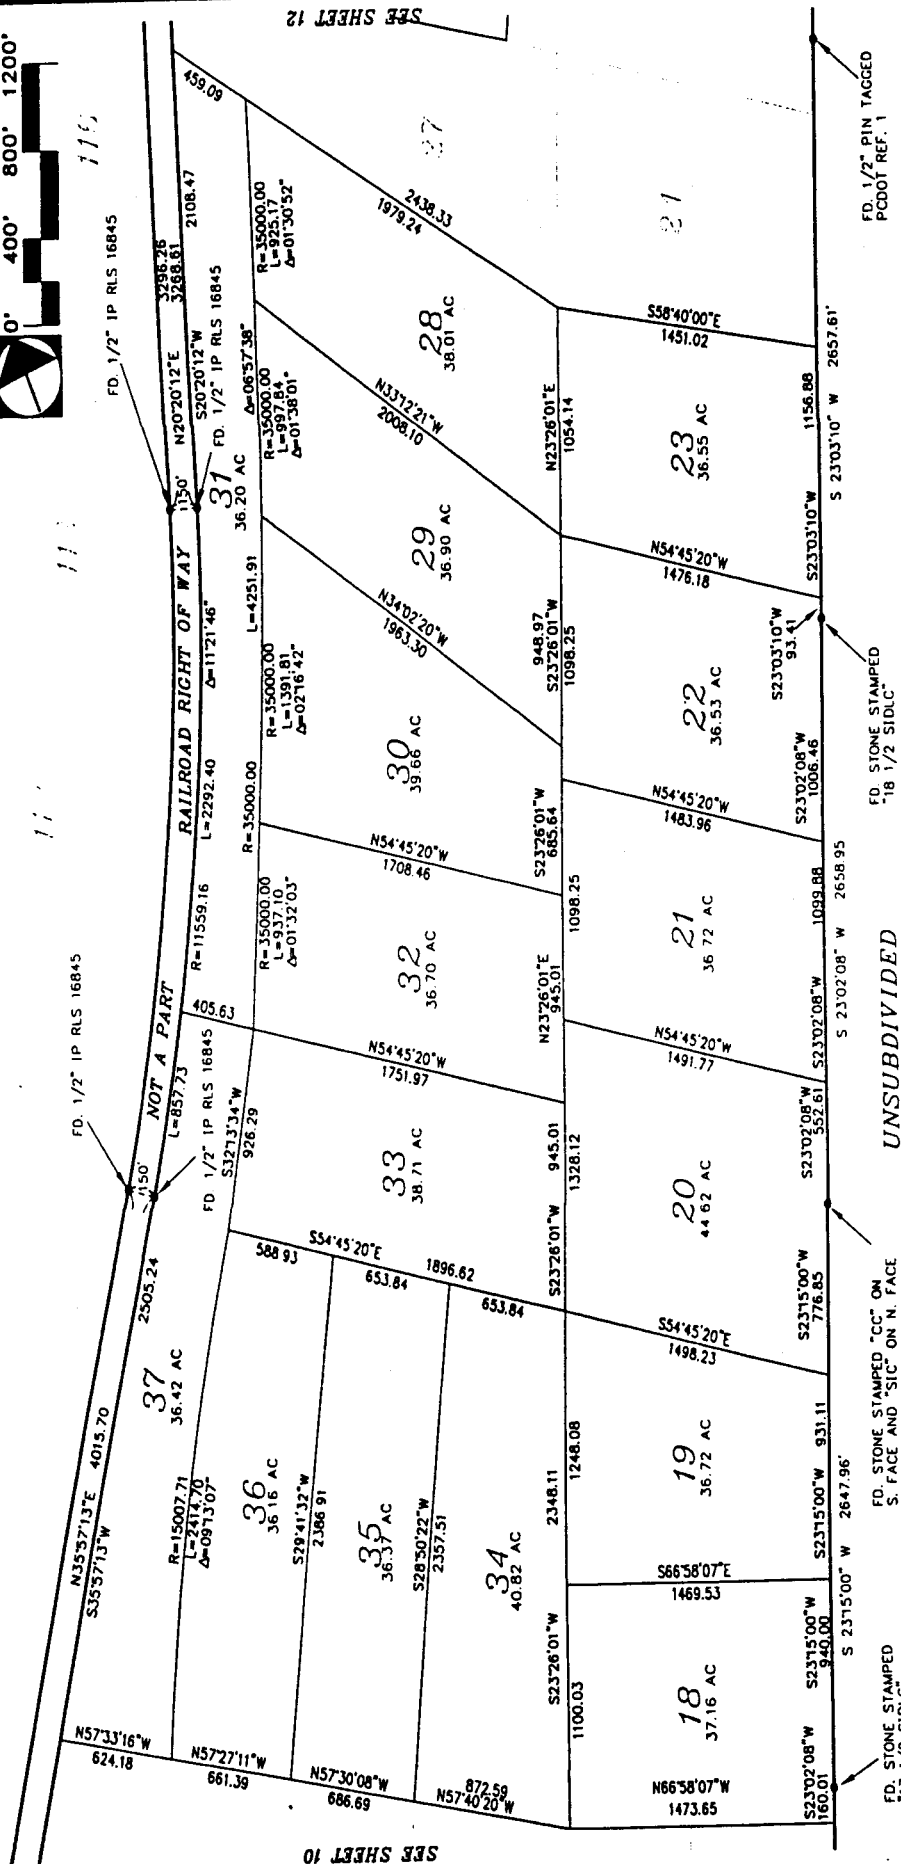 0' 400' 800' 1200'
SEE SHEET 12
FD. 1/2" IP RLS 16845
FD. 1/2" IP RLS 16845
459.09
2108.47
3296.26
3268.61
N20°20'12"E
S20°20'12"W
FD. 1/2" IP RLS 16845
150'
RAILROAD RIGHT OF WAY
NOT A PART
Δ=11°21'46"
L=2292.40
R=11559.16
L=857.73
FD. 1/2" IP RLS 16845
150'
2505.24
N35°57'13"E 4015.70
S35°57'13"W
31
36.20 AC
Δ=06°57'38"
L=4251.91
R=35000.00
405.63
S32°13'34"W
926.29
37
36.42 AC
R=15007.71
L=2414.70
Δ=09°13'07"
N57°33'16"W
624.18
R=35000.00
L=925.17
Δ=01°30'52"
R=35000.00
L=997.84
Δ=01°38'01"
R=35000.00
L=1391.81
Δ=02°16'42"
R=35000.00
L=937.10
Δ=01°32'03"
2438.33
1979.24
28
38.01 AC
N33°12'21"W
2008.10
29
36.90 AC
N34°02'20"W
1963.30
30
39.66 AC
N54°45'20"W
1708.46
32
36.70 AC
N54°45'20"W
1751.97
33
38.71 AC
588.93
S54°45'20"E
653.84
1896.62
653.84
36
36.16 AC
S29°41'32"W
2386.91
35
36.37 AC
S28°50'22"W
2357.51
34
40.82 AC
N57°27'11"W
661.39
N57°30'08"W
686.69
872.59
N57°40'20"W
SEE SHEET 10
N23°26'01"E
1054.14
948.97
S23°26'01"W
1098.25
S23°26'01"W
685.64
1098.25
N23°26'01"E
945.01
945.01
1328.12
S23°26'01"W
2348.11
1248.08
S23°26'01"W
1100.03
S58°40'00"E
1451.02
23
36.55 AC
N54°45'20"W
1476.18
22
36.53 AC
N54°45'20"W
1483.96
21
36.72 AC
N54°45'20"W
1491.77
20
44.62 AC
S54°45'20"E
1498.23
19
36.72 AC
S66°58'07"E
1469.53
18
37.16 AC
N66°58'07"W
1473.65
1156.88
S23°03'10"W
S23°03'10"W
93.41
S23°02'08"W
1006.46
1099.88
S23°02'08"W
S23°02'08"W
552.61
S23°15'00"W
776.85
931.11
S23°15'00"W
S23°15'00"W
940.00
S23°02'08"W
160.01
S 23°03'10" W 2657.61'
S 23°02'08" W 2658.95
S 23°15'00" W 2647.96'
FD. 1/2" PIN TAGGED
PCDOT REF. 1
FD. STONE STAMPED
"18 1/2 SIDLC"
UNSUBDIVIDED
FD. STONE STAMPED "CC" ON
S. FACE AND "SIC" ON N. FACE
FD. STONE STAMPED